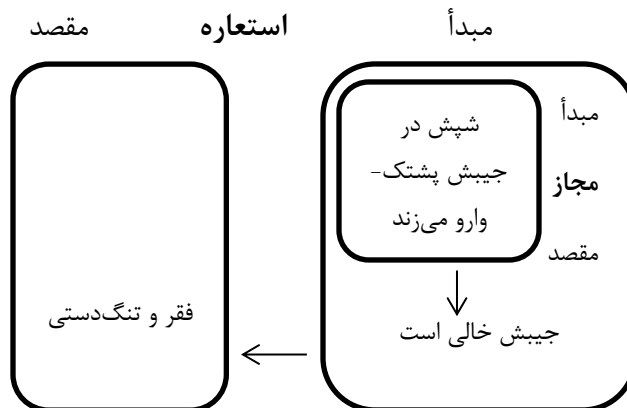 مبدأ استعاره مقصد
مبدأ
شپش در
مجاز
جیبش پشتک-
وارو می‌زند
مقصد
فقر و تنگ‌دستی
جیبش خالی است